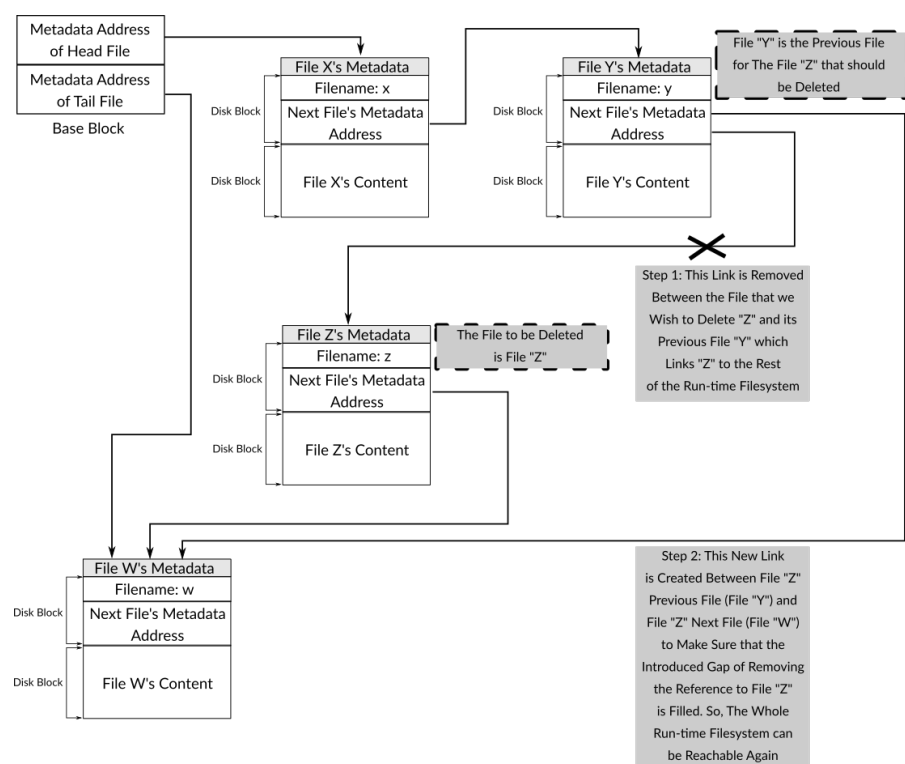 Metadata Address
of Head File
Metadata Address
of Tail File
Base Block
File X's Metadata
Filename: x
Next File's Metadata
Address
File X's Content
Disk Block
Disk Block
File Y's Metadata
Filename: y
Next File's Metadata
Address
File Y's Content
Disk Block
Disk Block
File "Y" is the Previous File
for The File "Z" that should
be Deleted
Step 1: This Link is Removed
Between the File that we
Wish to Delete "Z" and its
Previous File "Y" which
Links "Z" to the Rest
of the Run-time Filesystem
File Z's Metadata
Filename: z
Next File's Metadata
Address
File Z's Content
Disk Block
Disk Block
The File to be Deleted
is File "Z"
File W's Metadata
Filename: w
Next File's Metadata
Address
File W's Content
Disk Block
Disk Block
Step 2: This New Link
is Created Between File "Z"
Previous File (File "Y") and
File "Z" Next File (File "W")
to Make Sure that the
Introduced Gap of Removing
the Reference to File "Z"
is Filled. So, The Whole
Run-time Filesystem can
be Reachable Again